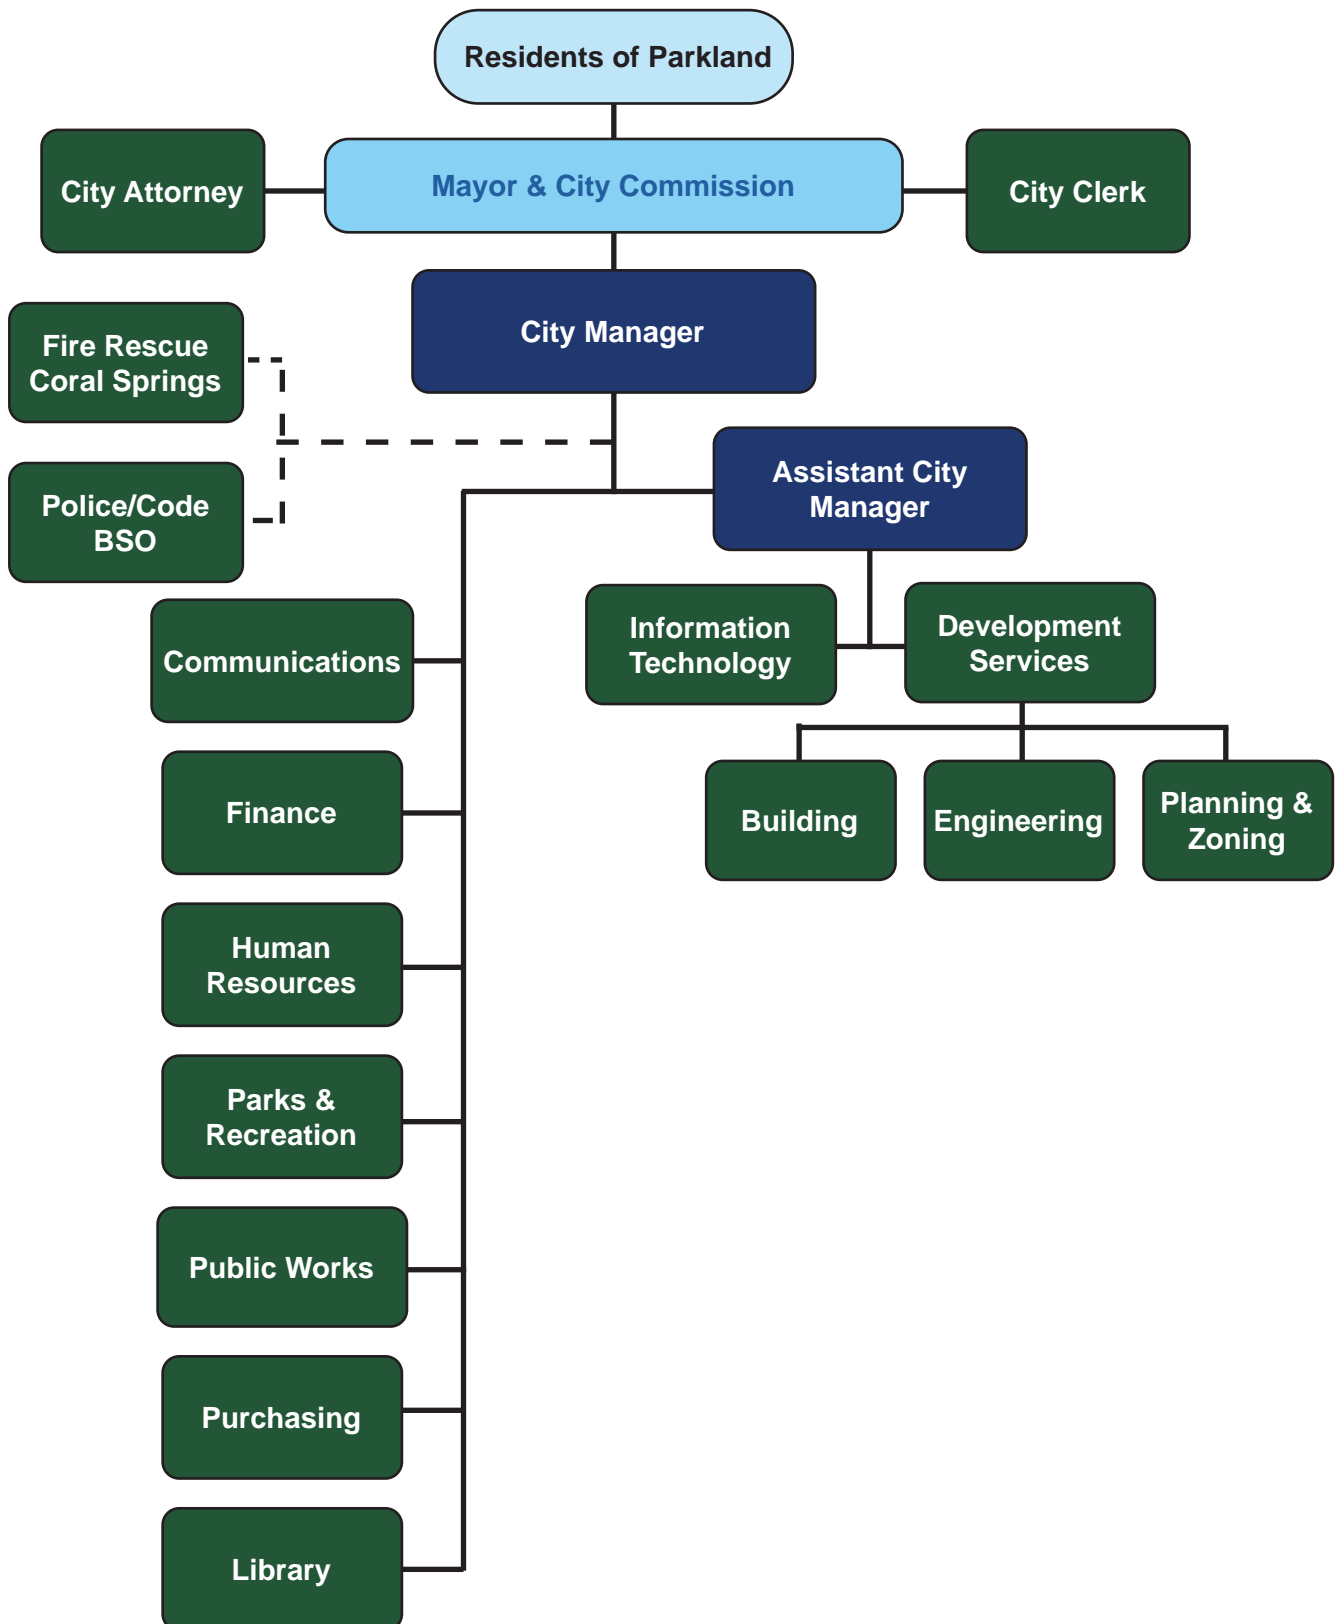 Residents of Parkland
City Attorney
Mayor & City Commission
City Clerk
City Manager
Fire Rescue
Coral Springs
Police/Code
BSO
Assistant City
Manager
Information
Technology
Development
Services
Building
Engineering
Planning &
Zoning
Communications
Finance
Human
Resources
Parks &
Recreation
Public Works
Purchasing
Library